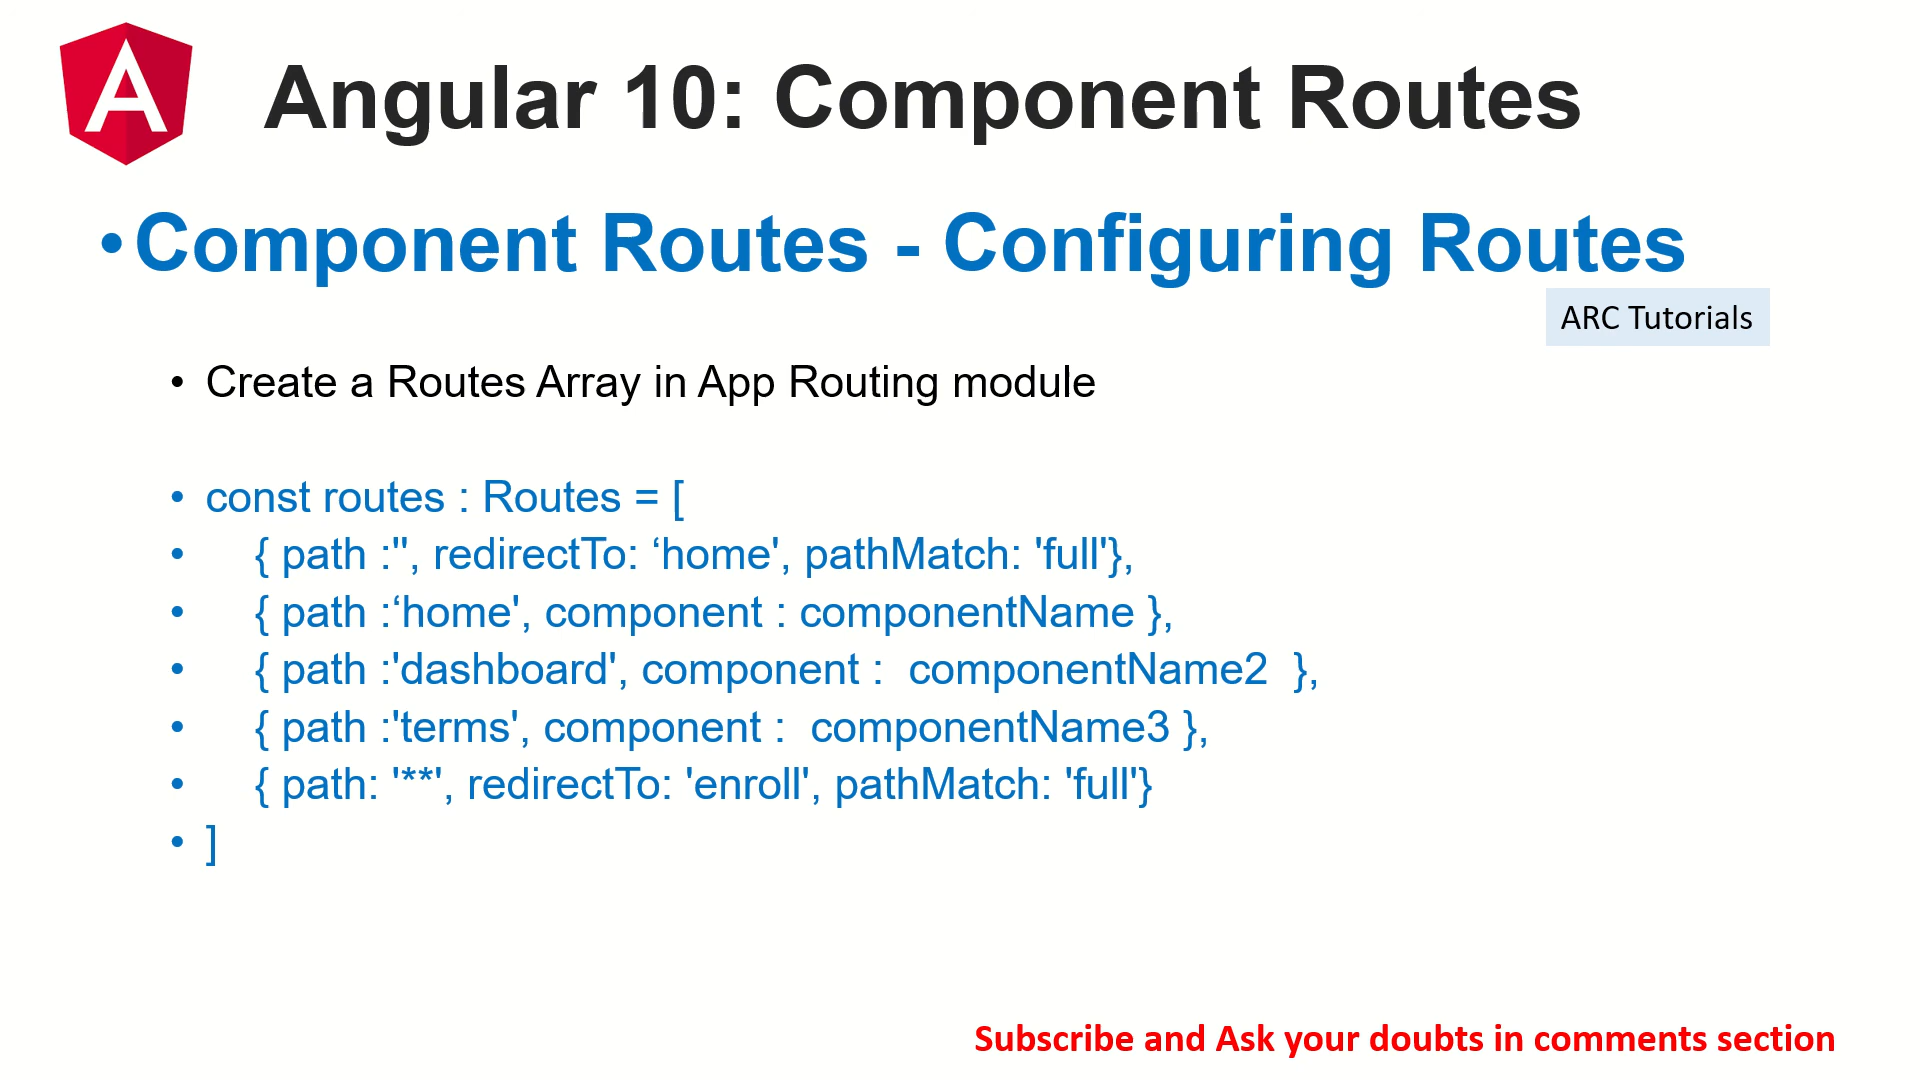 Angular 10: Component Routes
•Component Routes - Configuring Routes
ARC Tutorials
• Create a Routes Array in App Routing module
• const routes : Routes = [
• { path :'', redirectTo: ‘home', pathMatch: 'full'},
• { path :‘home', component : componentName },
• { path :'dashboard', component :  componentName2  },
• { path :'terms', component :  componentName3 },
• { path: '**', redirectTo: 'enroll', pathMatch: 'full'}
• ]
Subscribe and Ask your doubts in comments section